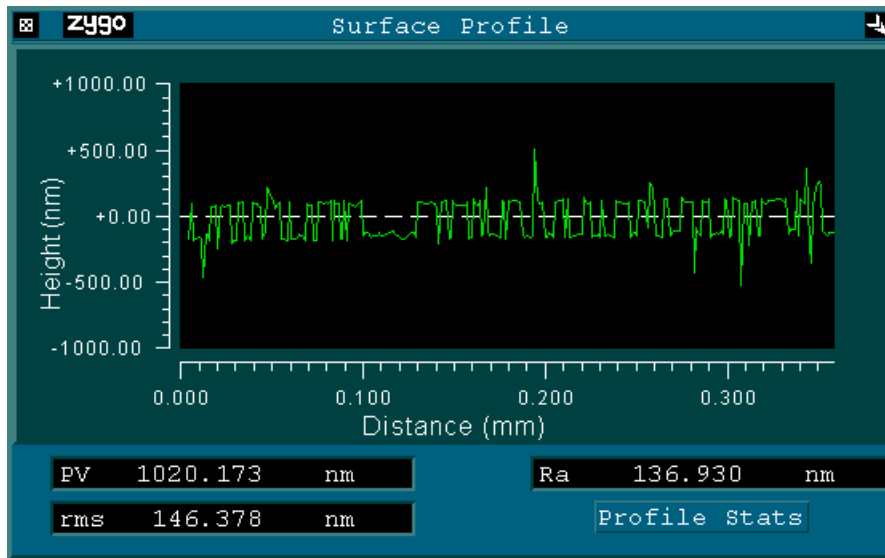 zygo Surface Profile
+1000.00
+500.00
+0.00
-500.00
-1000.00
Height (nm)
0.000 0.100 0.200 0.300
Distance (mm)
PV 1020.173 nm Ra 136.930 nm
rms 146.378 nm Profile Stats